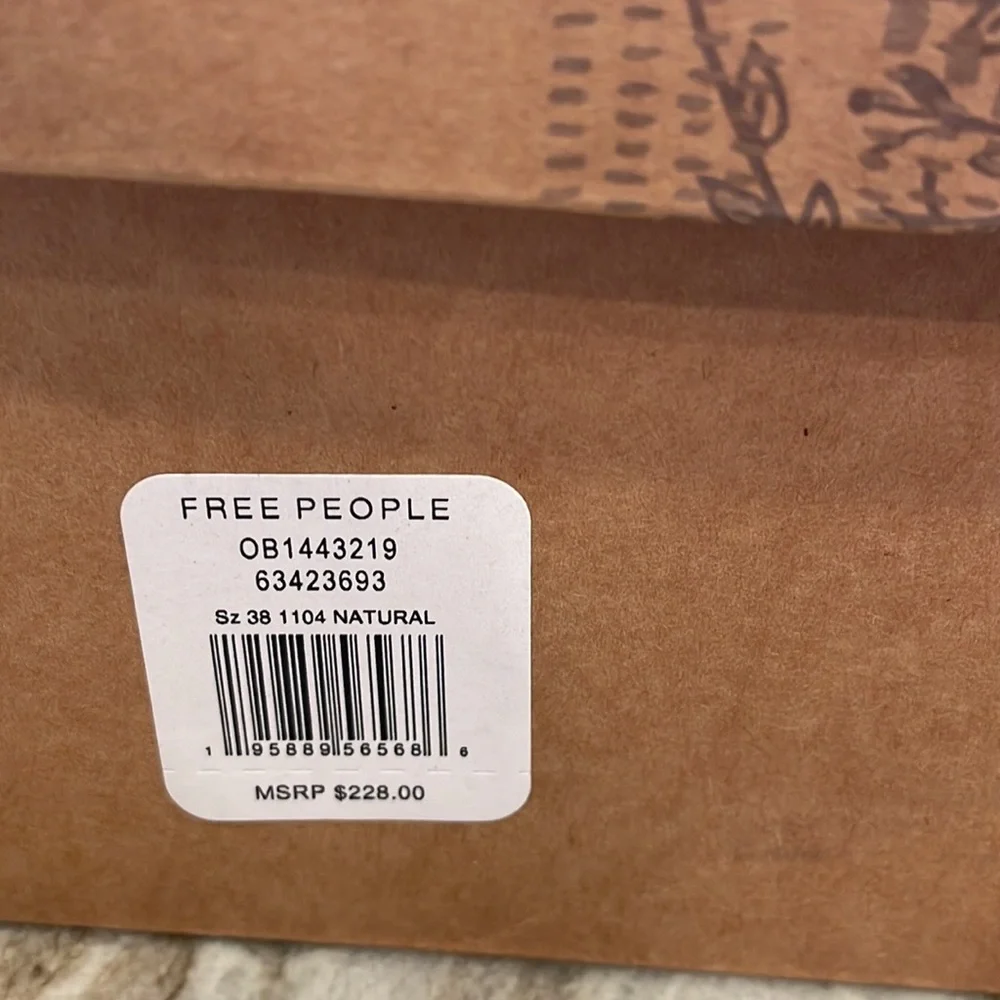 FREE PEOPLE
OB1443219
63423693
Sz 38 1104 NATURAL
1 95889 56568 6
MSRP $228.00